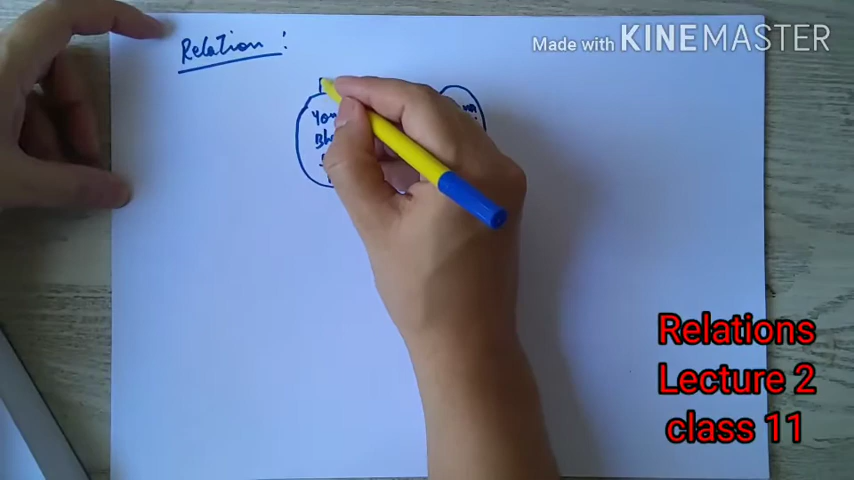 Relation :
Made with KINEMASTER
Relations
Lecture 2
class 11